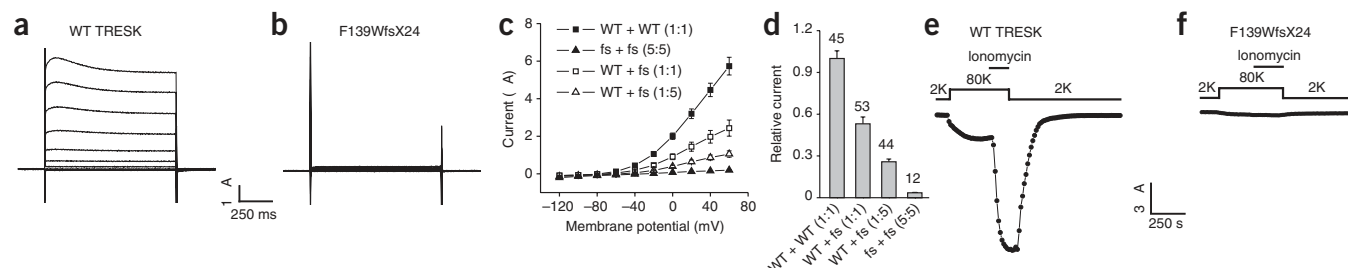 a
WT TRESK
1 A
250 ms
b
F139WfsX24
c
8
6
4
2
0
Current ( A)
WT + WT (1:1)
fs + fs (5:5)
WT + fs (1:1)
WT + fs (1:5)
−120 −80 −40 0 40 80
Membrane potential (mV)
d
1.2
0.9
0.6
0.3
0
Relative current
45
53
44
12
WT + WT (1:1)
WT + fs (1:1)
WT + fs (1:5)
fs + fs (5:5)
e
WT TRESK
Ionomycin
2K 80K 2K
f
F139WfsX24
Ionomycin
2K 80K 2K
3 A
250 s